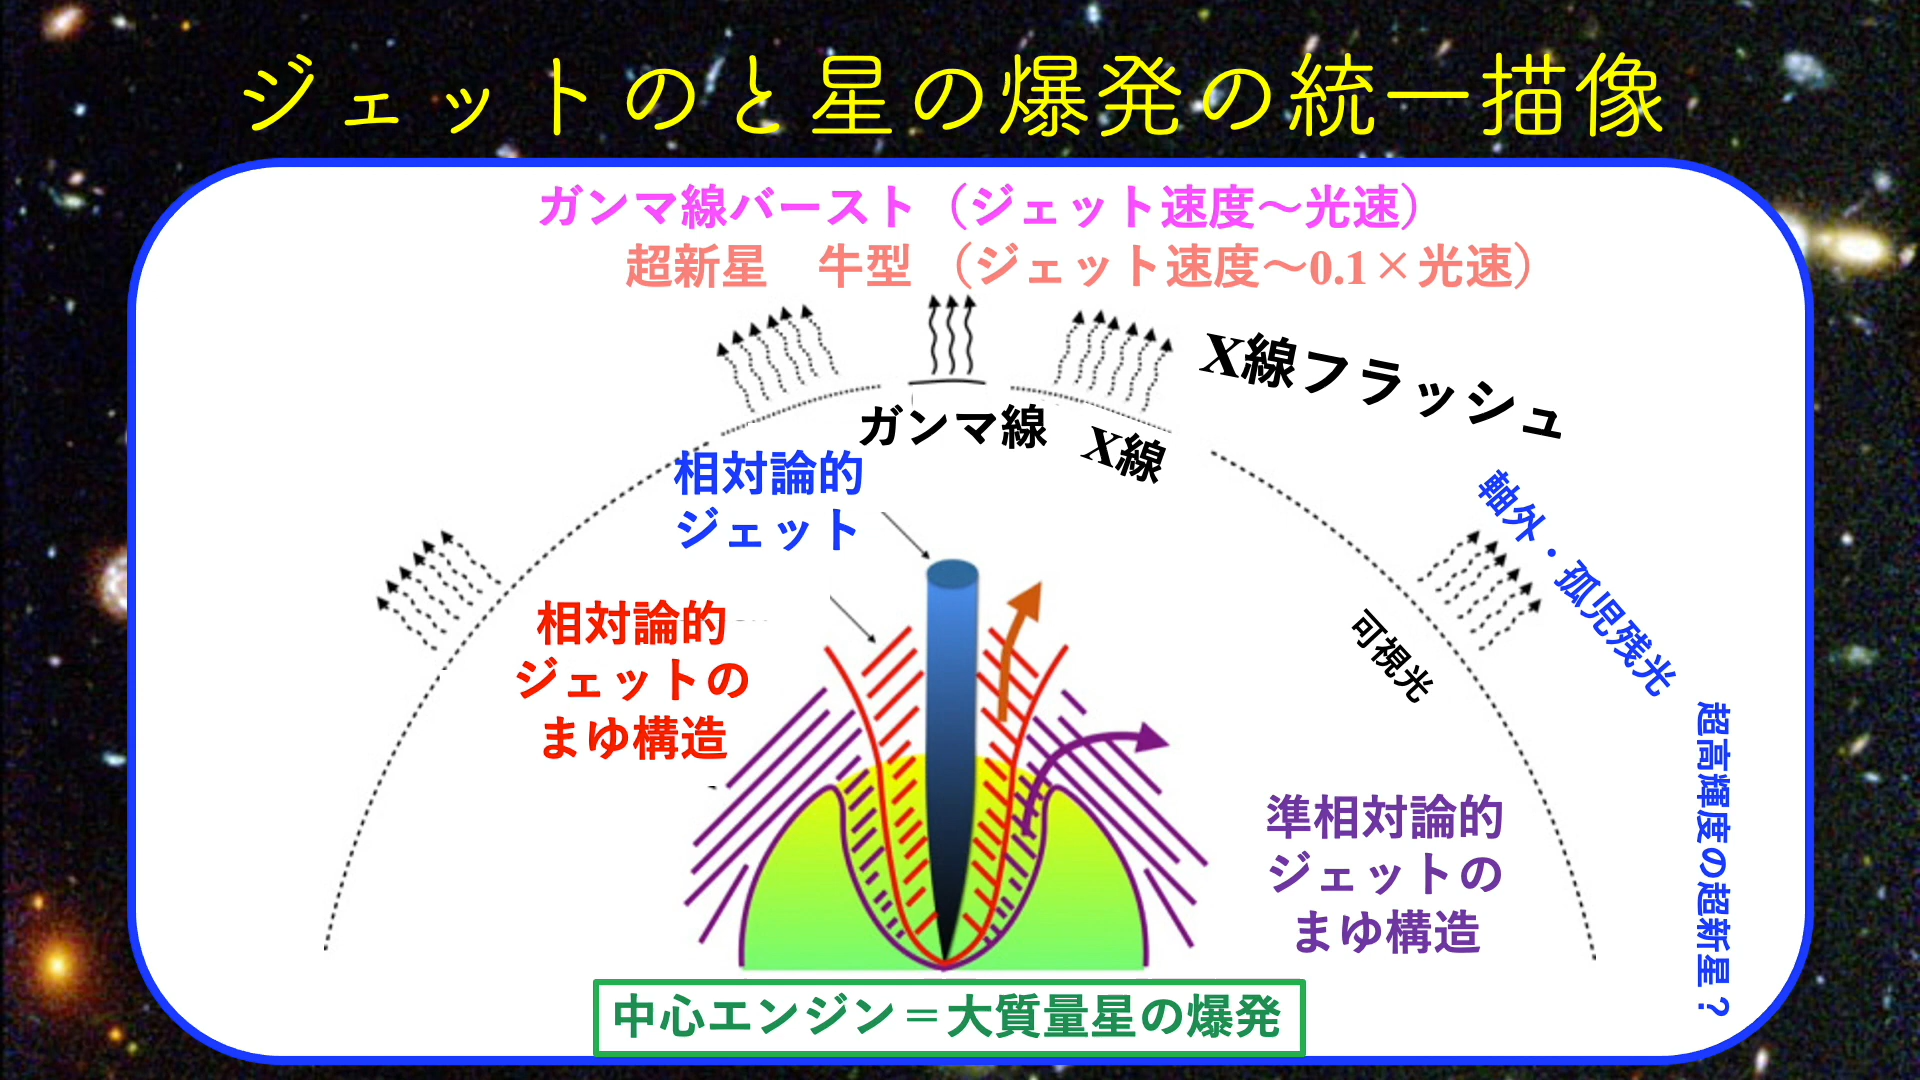 ジェットのと星の爆発の統一描像
ガンマ線バースト（ジェット速度～光速）
超新星　牛型 （ジェット速度～0.1×光速）
X線フラッシュ
ガンマ線
X線
相対論的
ジェット
軸外・孤児残光
相対論的
ジェットの
まゆ構造
可視光
超高輝度の超新星？
準相対論的
ジェットの
まゆ構造
中心エンジン＝大質量星の爆発